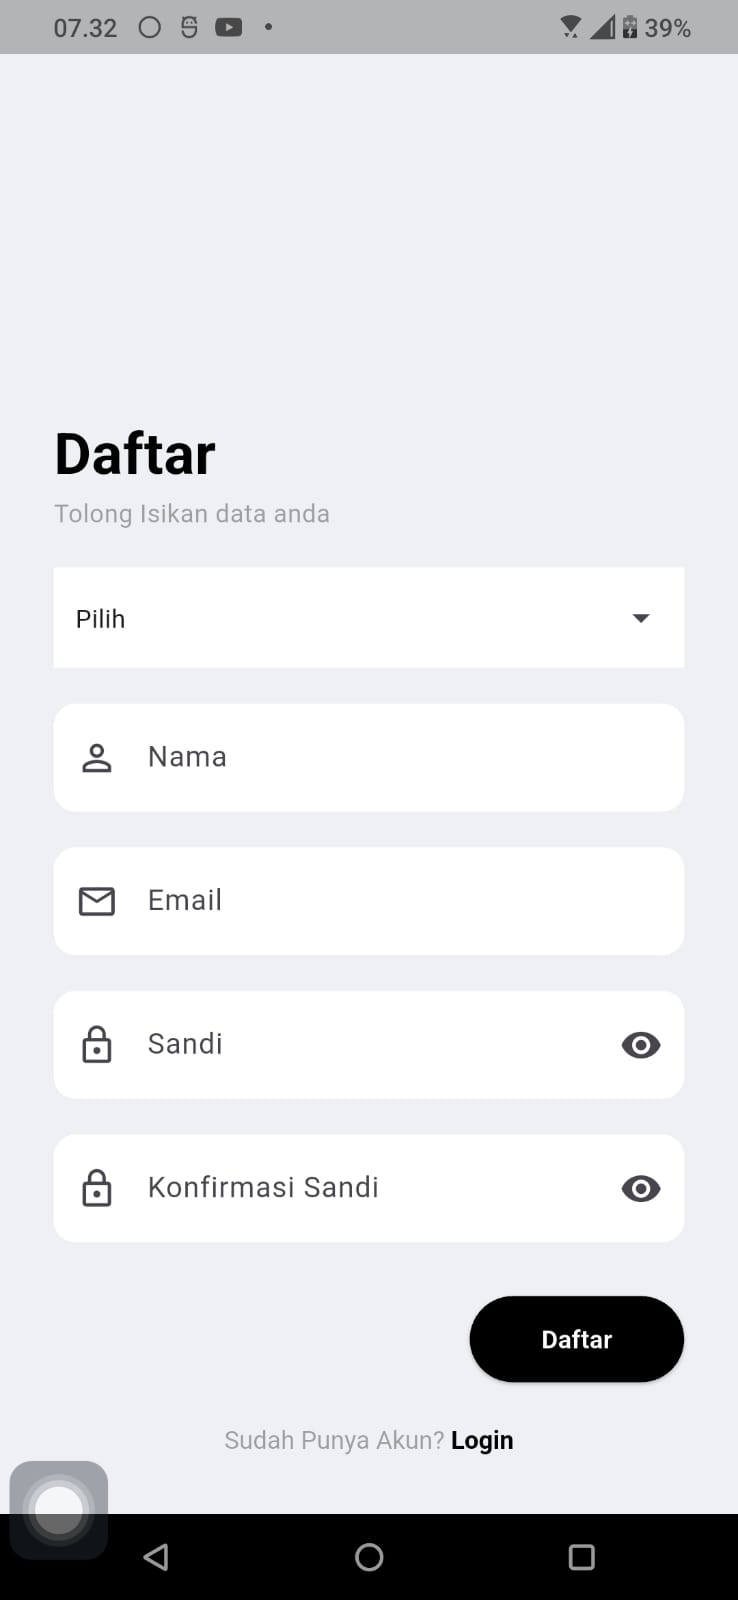 07.32 39%
Daftar
Tolong Isikan data anda
Pilih
Nama
Email
Sandi
Konfirmasi Sandi
Daftar
Sudah Punya Akun? Login